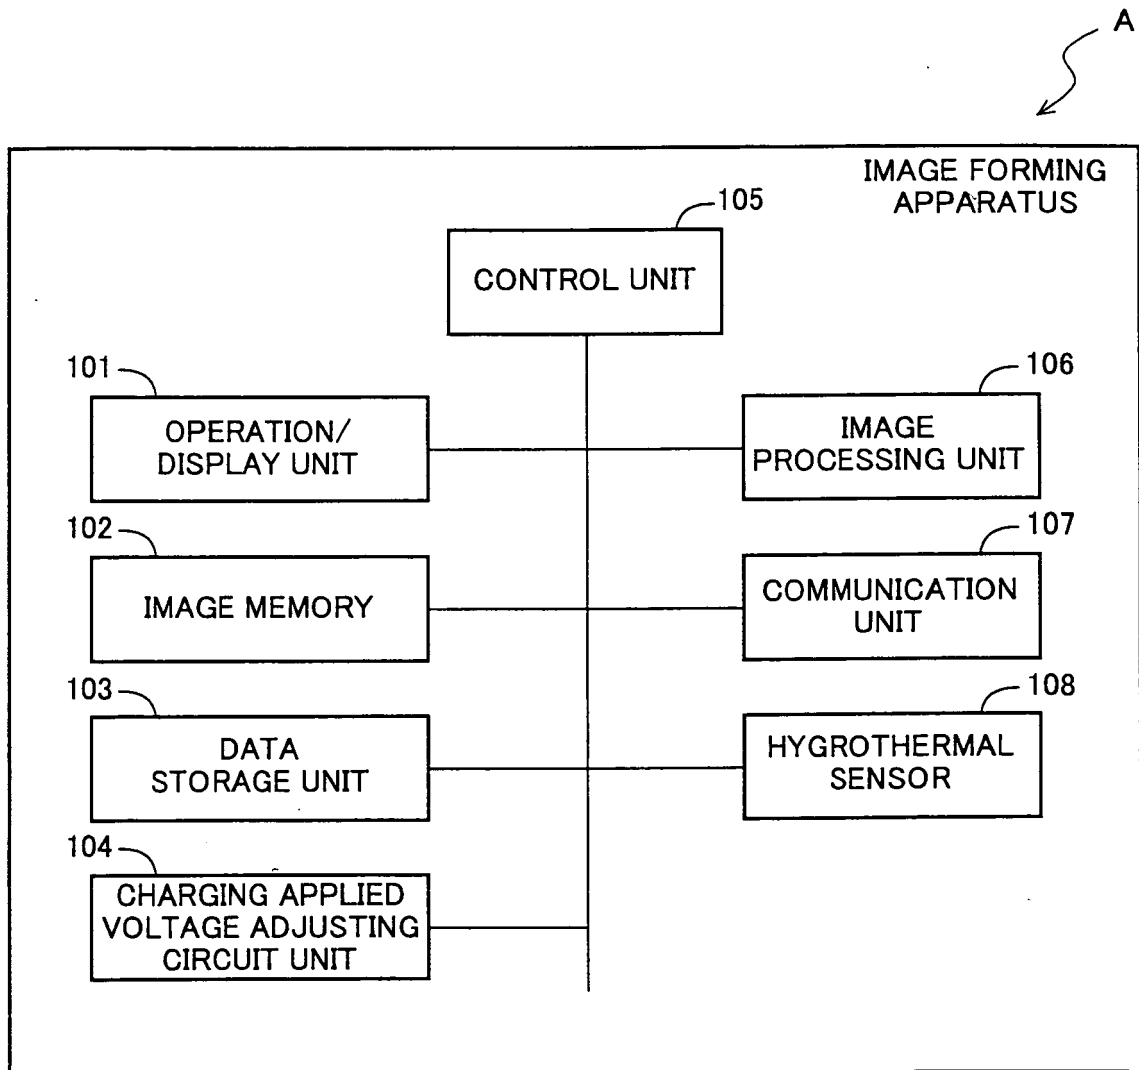 A
IMAGE FORMING
APPARATUS
105
CONTROL UNIT
101
OPERATION/
DISPLAY UNIT
106
IMAGE
PROCESSING UNIT
102
IMAGE MEMORY
107
COMMUNICATION
UNIT
103
DATA
STORAGE UNIT
108
HYGROTHERMAL
SENSOR
104
CHARGING APPLIED
VOLTAGE ADJUSTING
CIRCUIT UNIT